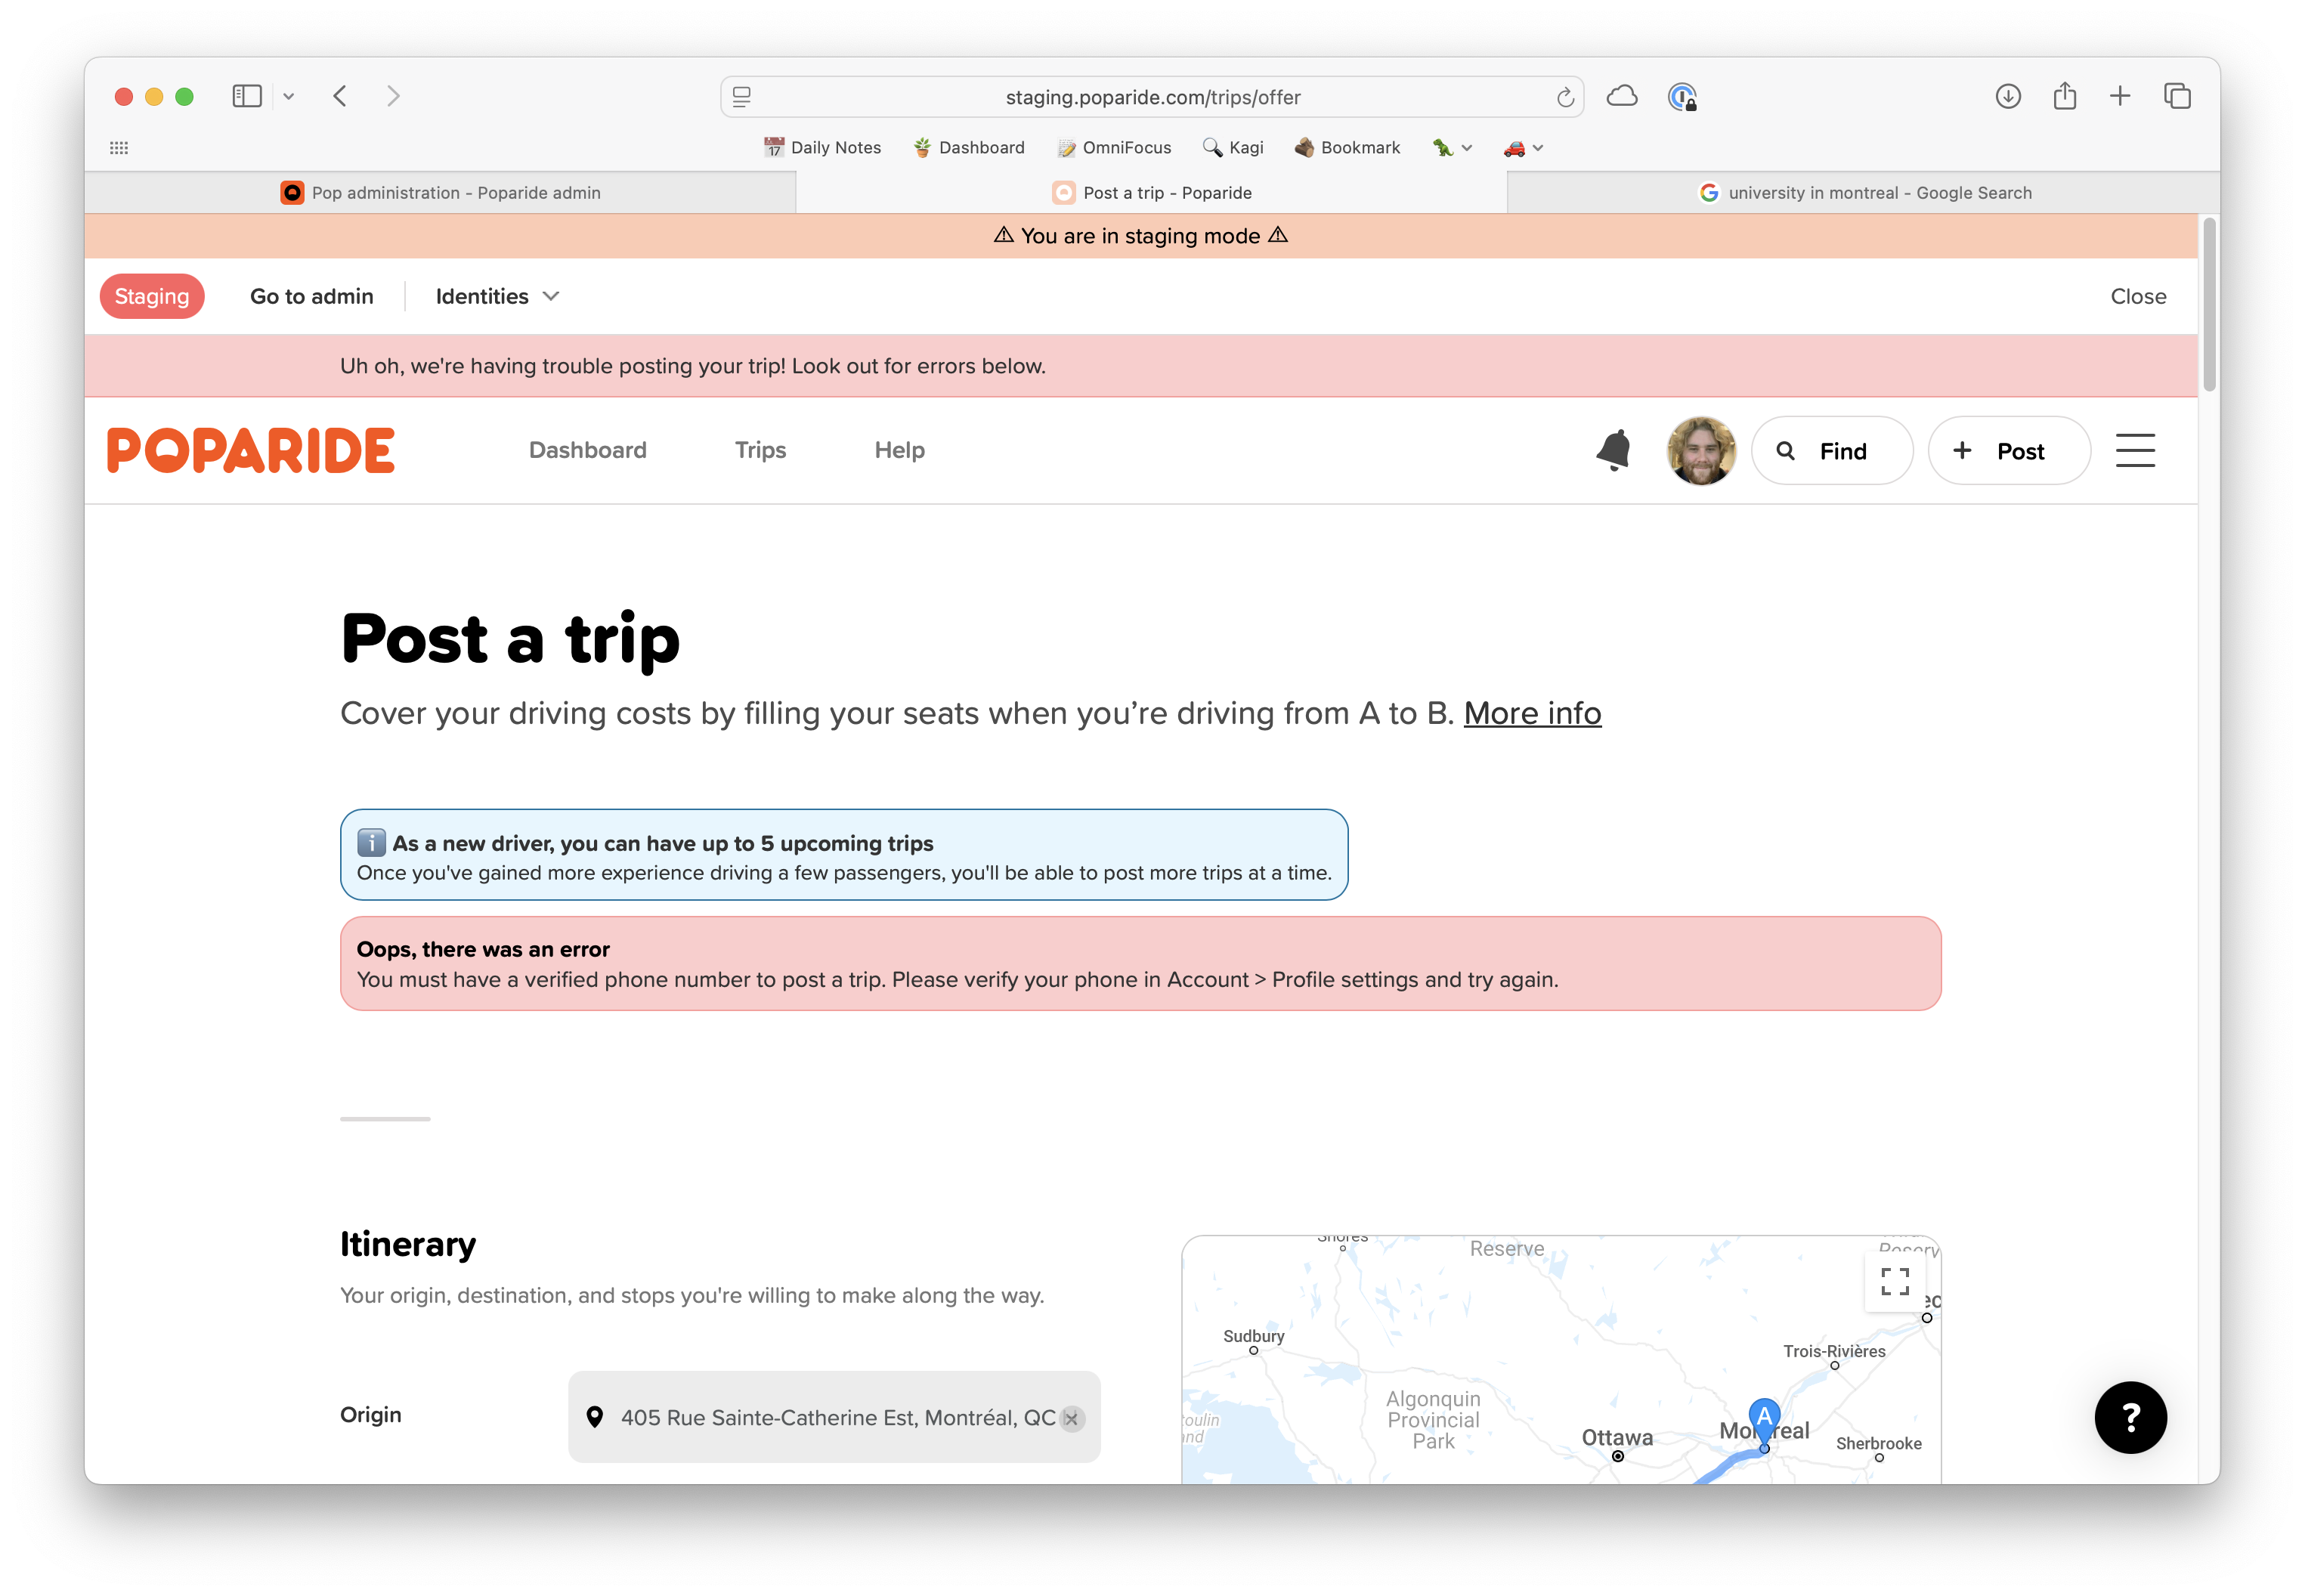 staging.poparide.com/trips/offer
17 Daily Notes
Dashboard
OmniFocus
Kagi
Bookmark
Pop administration - Poparide admin
Post a trip - Poparide
university in montreal - Google Search
⚠ You are in staging mode ⚠
Staging
Go to admin
Identities
Close
Uh oh, we're having trouble posting your trip! Look out for errors below.
POPARIDE
Dashboard
Trips
Help
Find
+ Post
Post a trip
Cover your driving costs by filling your seats when you’re driving from A to B. More info
ℹ️ As a new driver, you can have up to 5 upcoming trips
Once you've gained more experience driving a few passengers, you'll be able to post more trips at a time.
Oops, there was an error
You must have a verified phone number to post a trip. Please verify your phone in Account > Profile settings and try again.
Itinerary
Your origin, destination, and stops you're willing to make along the way.
Origin
405 Rue Sainte-Catherine Est, Montréal, QC
Reserve
Sudbury
Trois-Rivières
Algonquin
Provincial
Park
Ottawa
A
Montreal
Sherbrooke
?